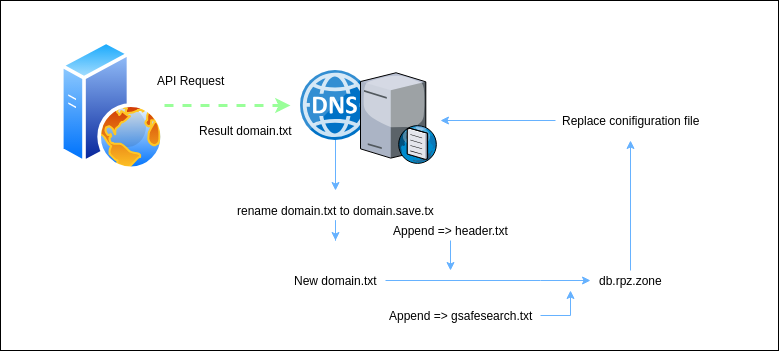 API Request
DNS
Result domain.txt
Replace configuration file
rename domain.txt to domain.save.tx
Append => header.txt
New domain.txt
db.rpz.zone
Append => gsafesearch.txt